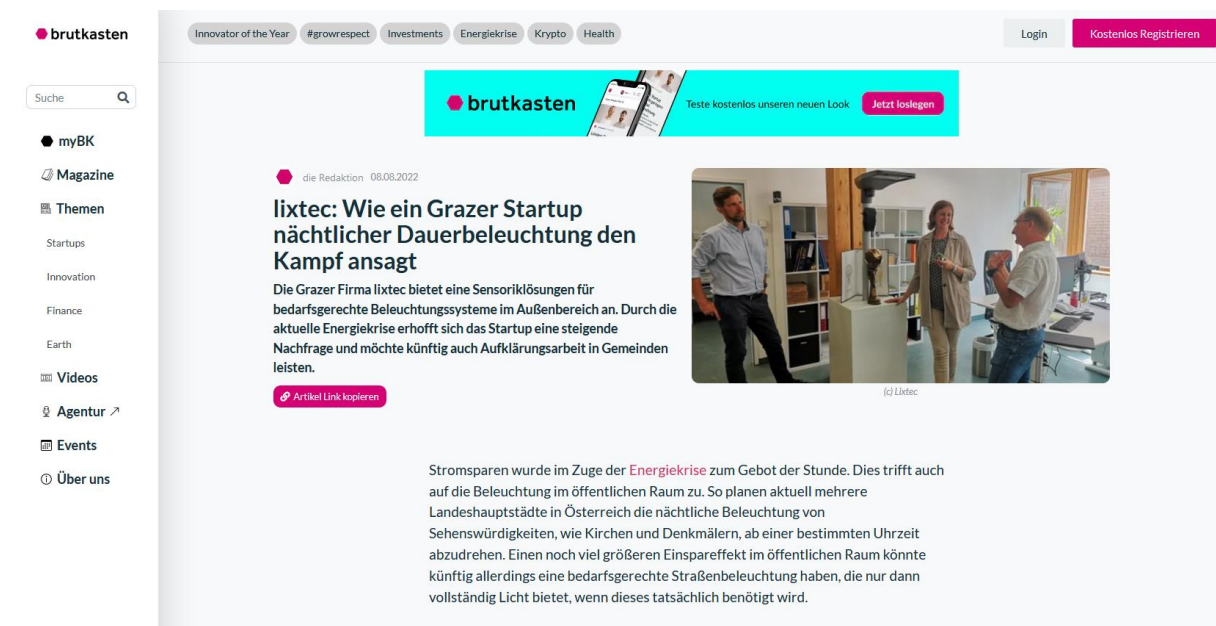 brutkasten
Innovator of the Year
#growrespect
Investments
Energiekrise
Krypto
Health
Login
Kostenlos Registrieren
Suche
myBK
Magazine
Themen
Startups
Innovation
Finance
Earth
Videos
Agentur
Events
Über uns
brutkasten
Teste kostenlos unseren neuen Look
Jetzt loslegen
die Redaktion 08.08.2022
lixtec: Wie ein Grazer Startup
nächtlicher Dauerbeleuchtung den
Kampf ansagt
Die Grazer Firma lixtec bietet eine Sensoriklösungen für
bedarfsgerechte Beleuchtungssysteme im Außenbereich an. Durch die
aktuelle Energiekrise erhofft sich das Startup eine steigende
Nachfrage und möchte künftig auch Aufklärungsarbeit in Gemeinden
leisten.
Artikel Link kopieren
(c) Lixtec
Stromsparen wurde im Zuge der Energiekrise zum Gebot der Stunde. Dies trifft auch
auf die Beleuchtung im öffentlichen Raum zu. So planen aktuell mehrere
Landeshauptstädte in Österreich die nächtliche Beleuchtung von
Sehenswürdigkeiten, wie Kirchen und Denkmälern, ab einer bestimmten Uhrzeit
abzudrehen. Einen noch viel größeren Einspareffekt im öffentlichen Raum könnte
künftig allerdings eine bedarfsgerechte Straßenbeleuchtung haben, die nur dann
vollständig Licht bietet, wenn dieses tatsächlich benötigt wird.